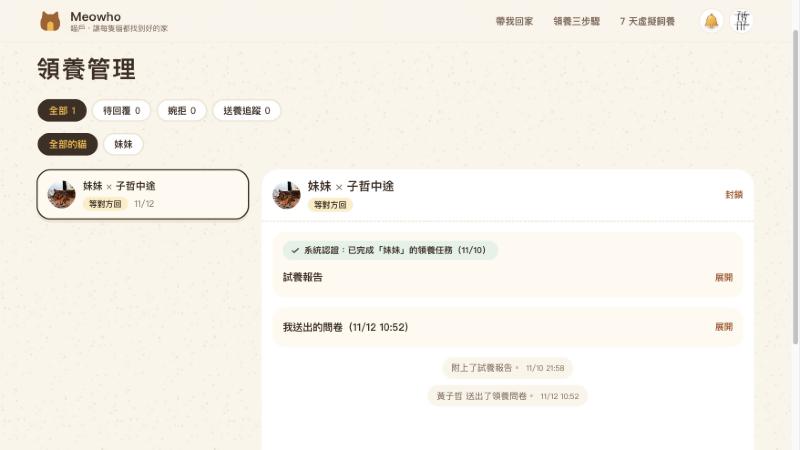 Meowho
喵戶・讓每隻貓都找到好的家
帶我回家
領養三步驟
7 天虛擬飼養
領養管理
全部 1
待回覆 0
婉拒 0
送養追蹤 0
全部的貓
妹妹
妹妹 × 子哲中途
等對方回 11/12
妹妹 × 子哲中途
等對方回
封鎖
✓ 系統認證：已完成「妹妹」的領養任務（11/10）
試養報告
展開
我送出的問卷（11/12 10:52）
展開
附上了試養報告。 11/10 21:58
黃子哲 送出了領養問卷。 11/12 10:52